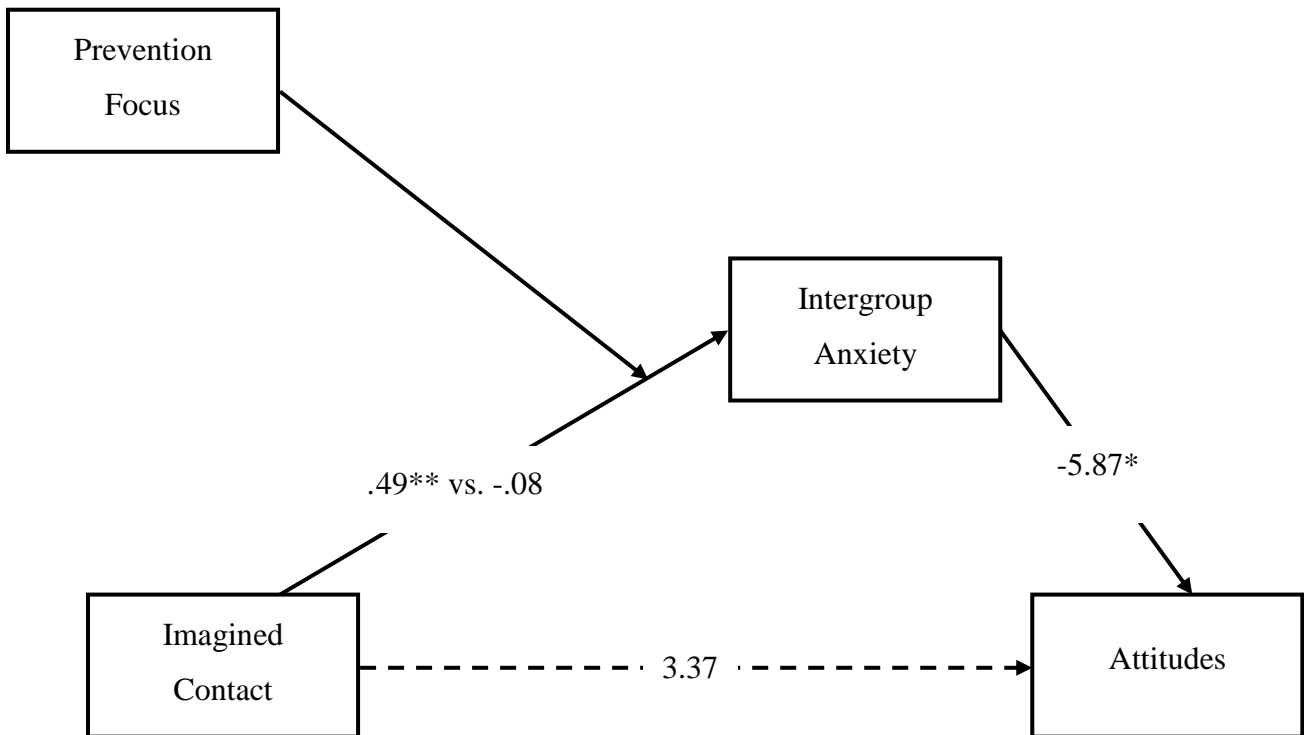 Prevention
Focus
Intergroup
Anxiety
.49** vs. -.08
-5.87*
Imagined
Contact
3.37
Attitudes